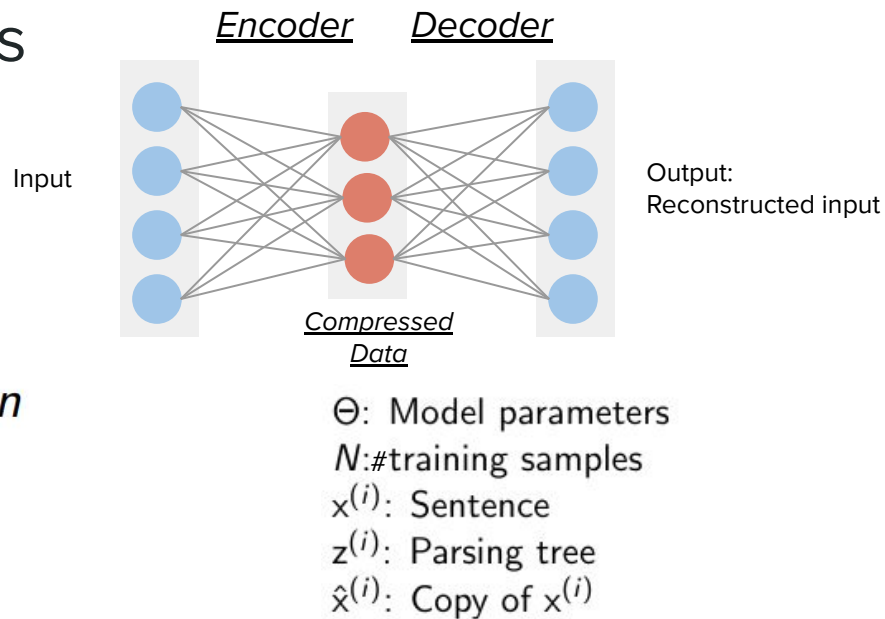 s
Encoder Decoder
Input
Output:
Reconstructed input
Compressed
Data
n
Θ: Model parameters
N:#training samples
x⁽ⁱ⁾: Sentence
z⁽ⁱ⁾: Parsing tree
x̂⁽ⁱ⁾: Copy of x⁽ⁱ⁾